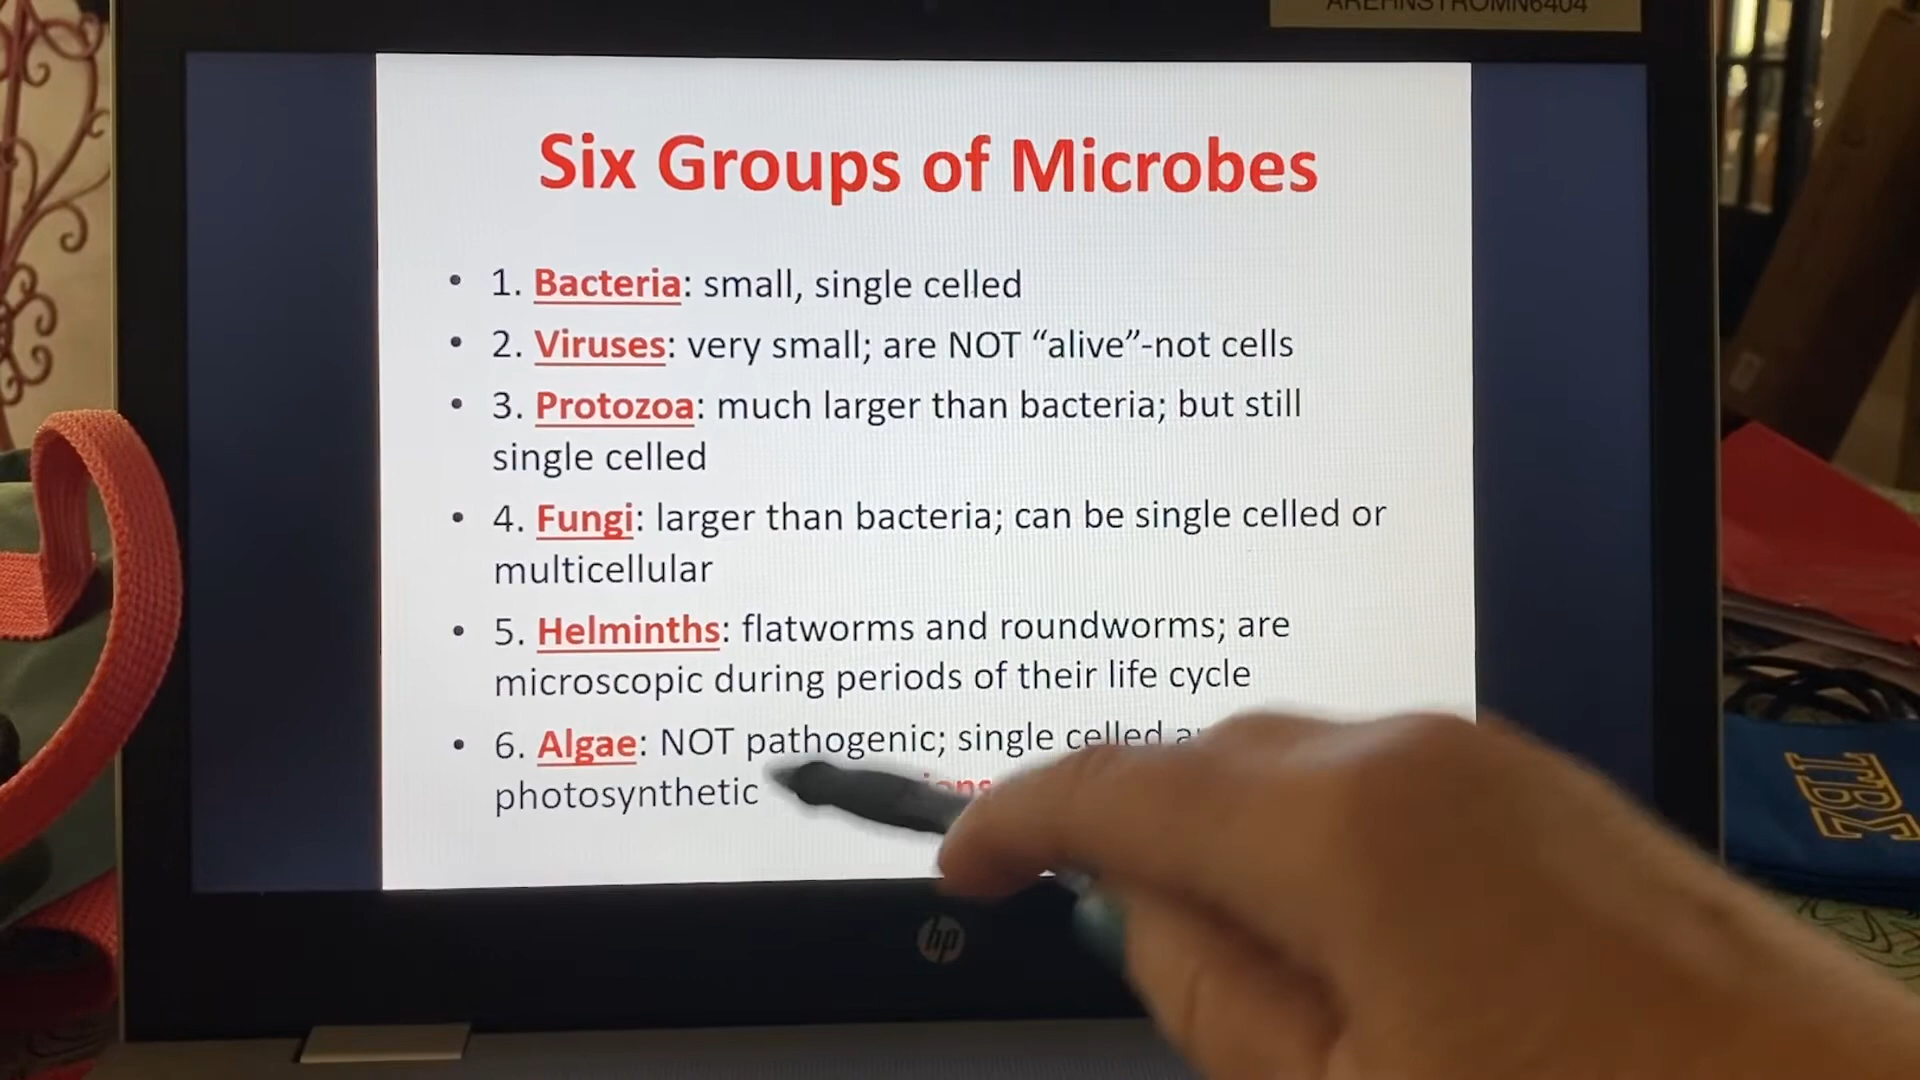 Six Groups of Microbes
• 1. Bacteria: small, single celled
• 2. Viruses: very small; are NOT “alive”-not cells
• 3. Protozoa: much larger than bacteria; but still
single celled
• 4. Fungi: larger than bacteria; can be single celled or
multicellular
• 5. Helminths: flatworms and roundworms; are
microscopic during periods of their life cycle
• 6. Algae: NOT pathogenic; single celled
photosynthetic
hp